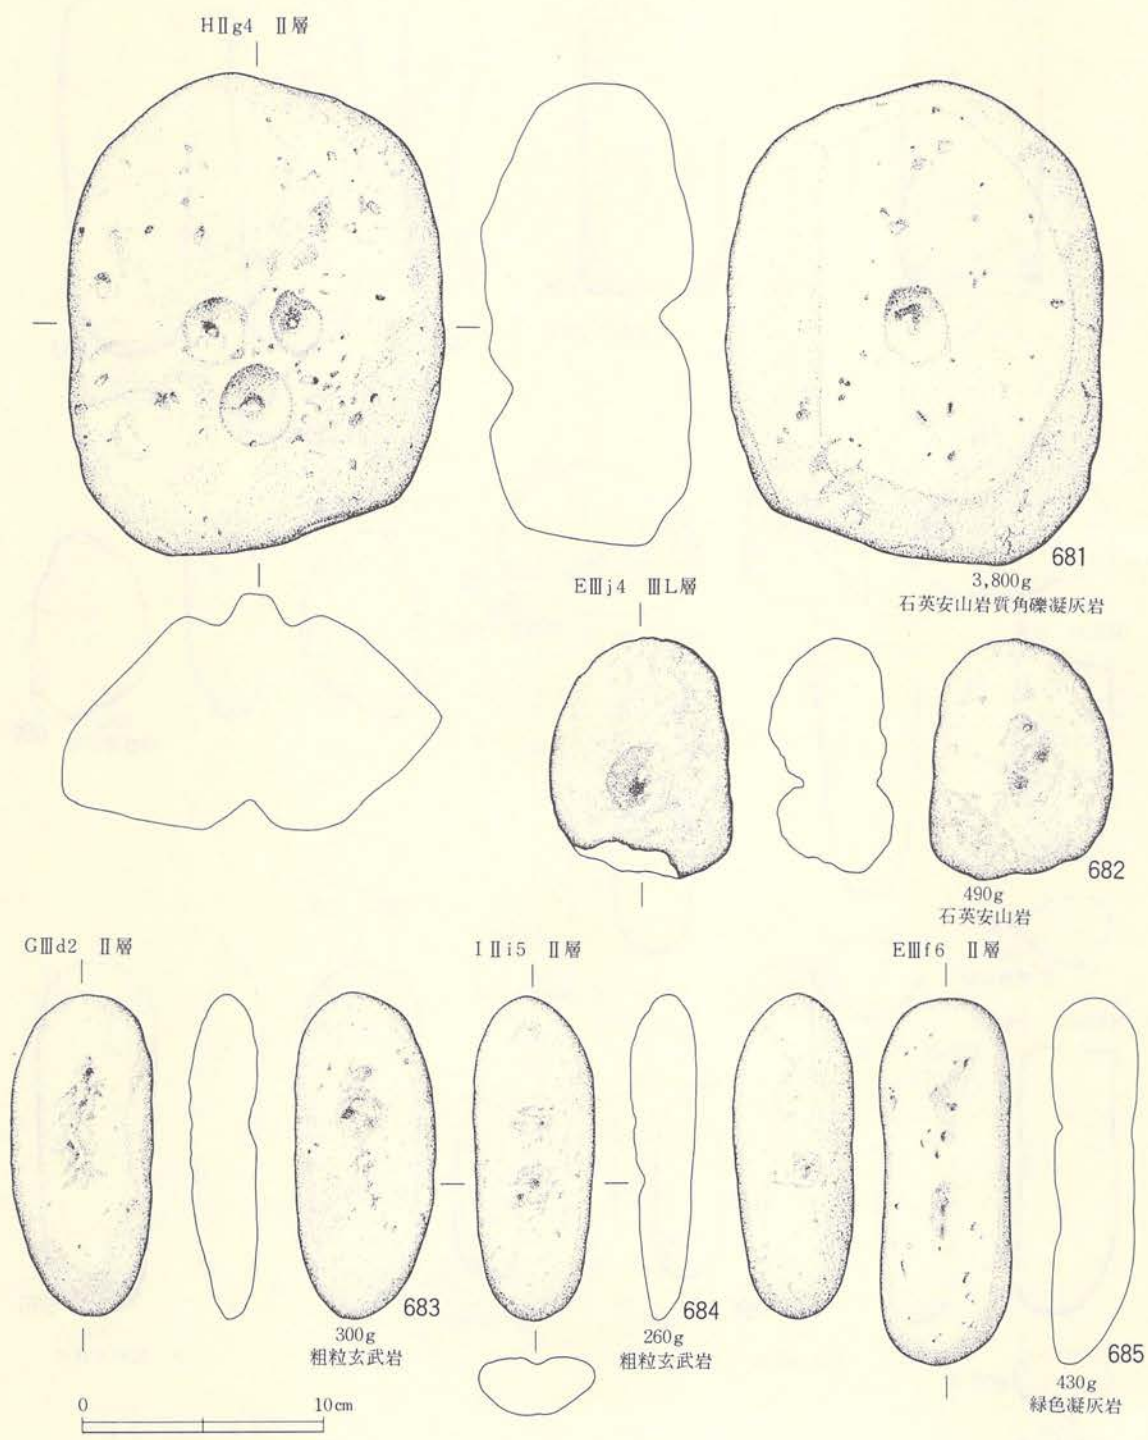 HⅡg4 Ⅱ層
681
3,800g
石英安山岩質角礫凝灰岩
EⅢj4 ⅢL層
682
490g
石英安山岩
GⅢd2 Ⅱ層
683
300g
粗粒玄武岩
IⅡi5 Ⅱ層
684
260g
粗粒玄武岩
EⅢf6 Ⅱ層
685
430g
緑色凝灰岩
0 10cm